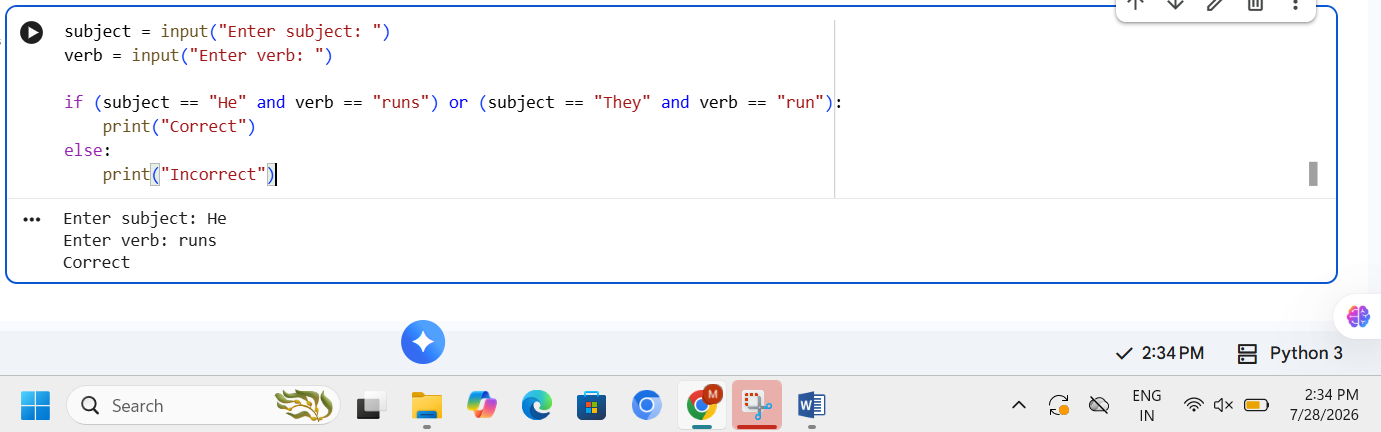 subject = input("Enter subject: ")
verb = input("Enter verb: ")

if (subject == "He" and verb == "runs") or (subject == "They" and verb == "run"):
    print("Correct")
else:
    print("Incorrect")
Enter subject: He
Enter verb: runs
Correct
2:34 PM
Python 3
Search
M
ENG
IN
2:34 PM
7/28/2026